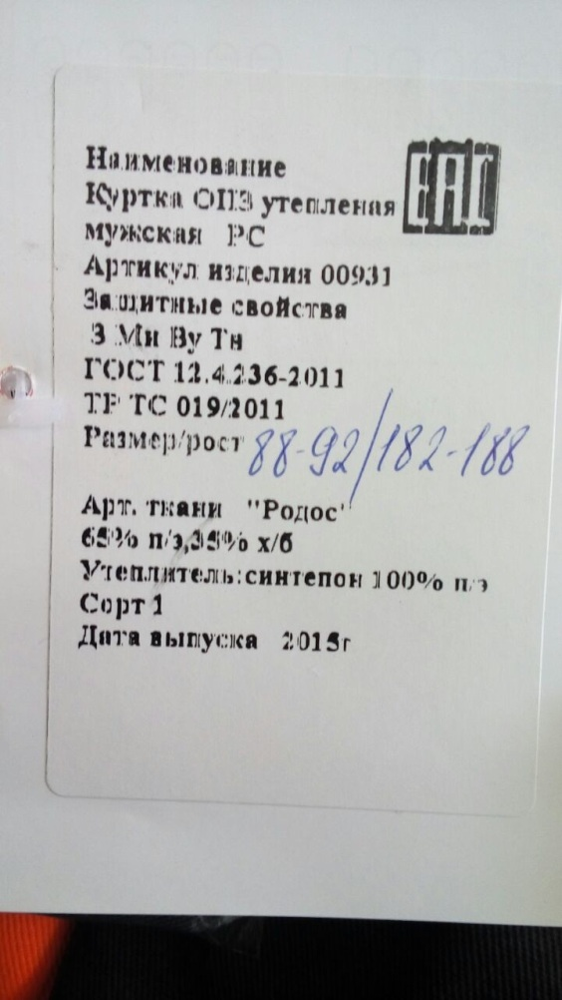 Наименование
EAC
Куртка ОПЗ утепленая
мужская РС
Артикул изделия 00931
Защитные свойства
З Ми Ву Тн
ГОСТ 12.4.236-2011
ТР ТС 019/2011
Размер/рост 88-92/182-188
Арт. ткани "Родос"
65% п/э,35% х/б
Утеплитель:синтепон 100% п/э
Сорт 1
Дата выпуска 2015г